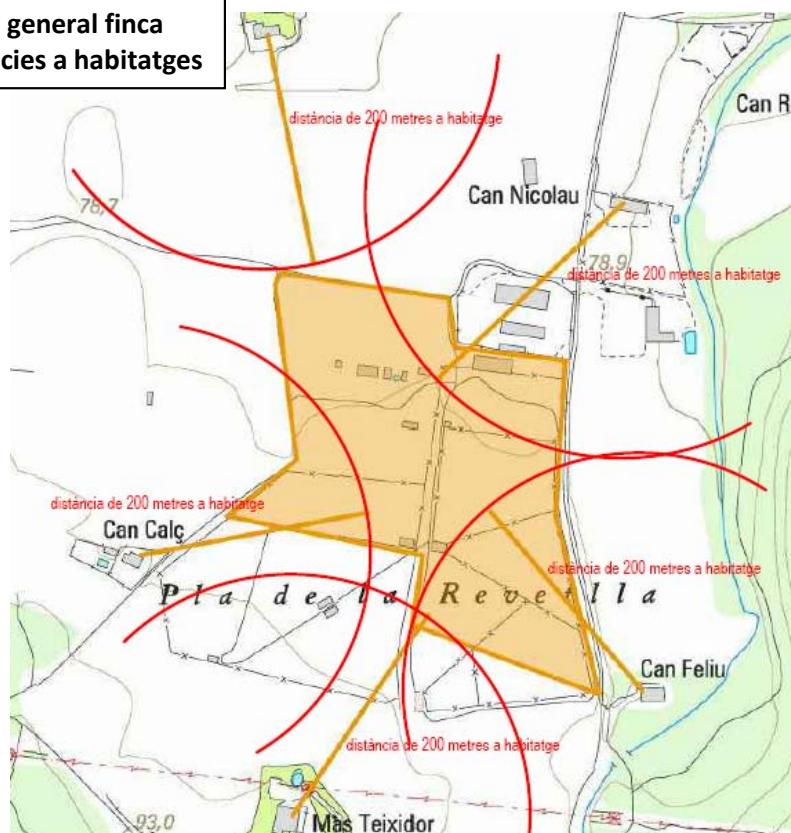 general finca
cies a habitatges
distància de 200 metres a habitatge
Can R
Can Nicolau
78,7
78,9
distància de 200 metres a habitatge
distància de 200 metres a habitatge
Can Calç
distància de 200 metres a habitatge
Pla de la Revetlla
Can Feliu
distància de 200 metres a habitatge
93,0
Mas Teixidor